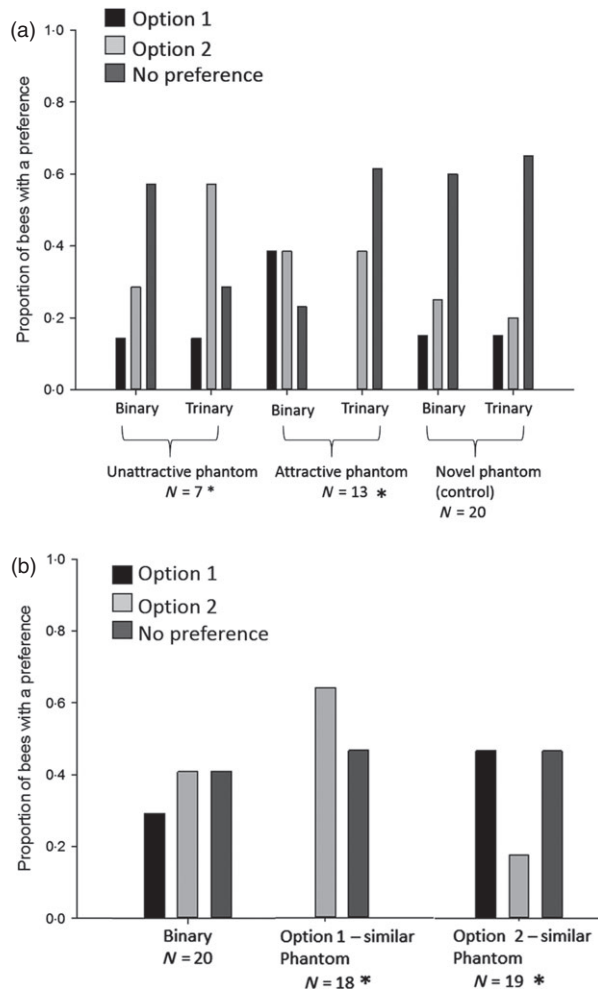 (a)
Option 1
Option 2
No preference
Proportion of bees with a preference
1·0
0·8
0·6
0·4
0·2
0·0
Binary Trinary Binary Trinary Binary Trinary
Unattractive phantom
N = 7 *
Attractive phantom
N = 13 *
Novel phantom
(control)
N = 20
(b)
Option 1
Option 2
No preference
Proportion of bees with a preference
1·0
0·8
0·6
0·4
0·2
0·0
Binary
N = 20
Option 1 – similar
Phantom
N = 18 *
Option 2 – similar
Phantom
N = 19 *